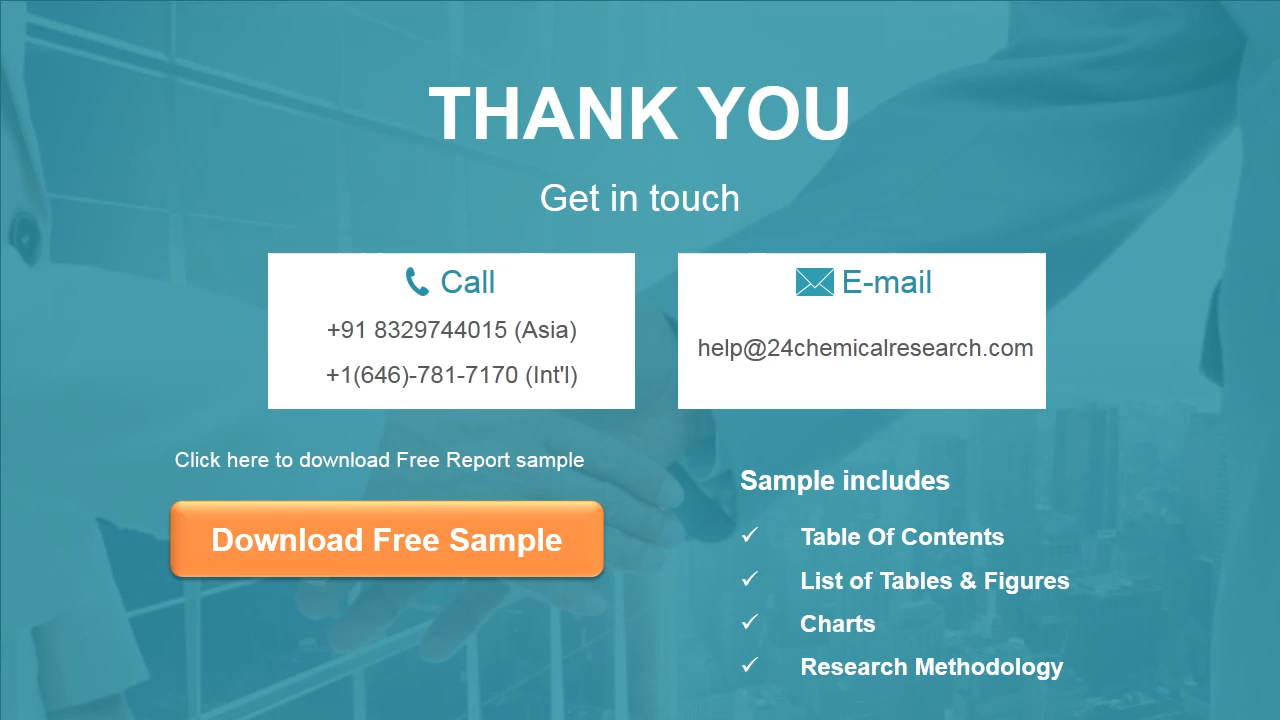 THANK YOU
Get in touch
Call
+91 8329744015 (Asia)
+1(646)-781-7170 (Int'l)
E-mail
help@24chemicalresearch.com
Click here to download Free Report sample
Download Free Sample
Sample includes
✓ Table Of Contents
✓ List of Tables & Figures
✓ Charts
✓ Research Methodology